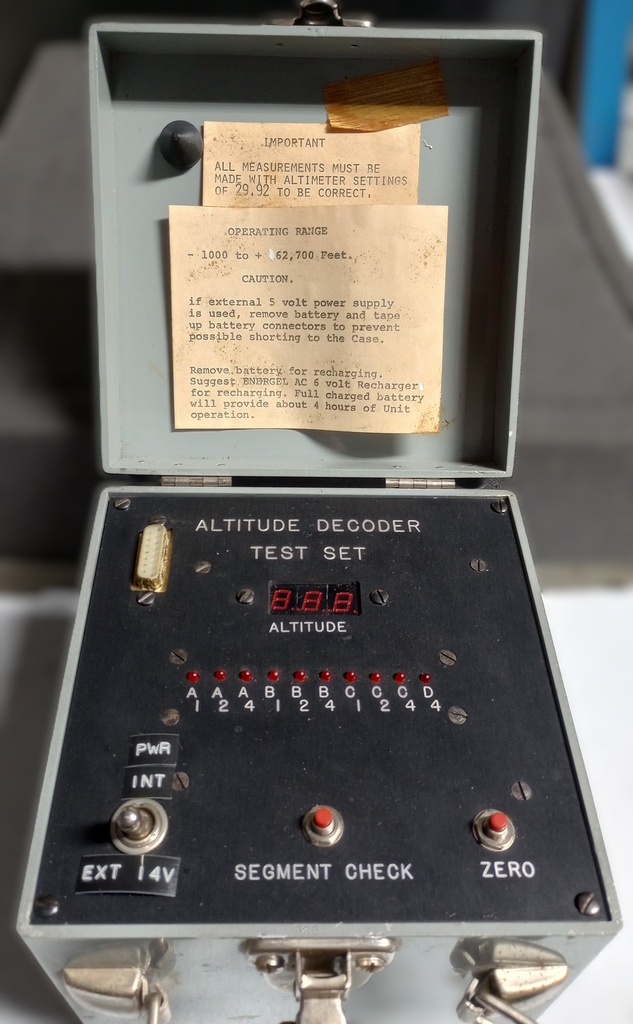 IMPORTANT
ALL MEASUREMENTS MUST BE
MADE WITH ALTIMETER SETTINGS
OF 29.92 TO BE CORRECT.
OPERATING RANGE
- 1000 to + 62,700 Feet.
CAUTION.
if external 5 volt power supply
is used, remove battery and tape
up battery connectors to prevent
possible shorting to the Case.
Remove battery for recharging.
Suggest ENERGEL AC 6 volt Recharger
for recharging. Full charged battery
will provide about 4 hours of Unit
operation.
ALTITUDE DECODER
TEST SET
8.8.8
ALTITUDE
A A A B B B C C C D
1 2 4 1 2 4 1 2 4 4
PWR
INT
EXT 14V
SEGMENT CHECK
ZERO